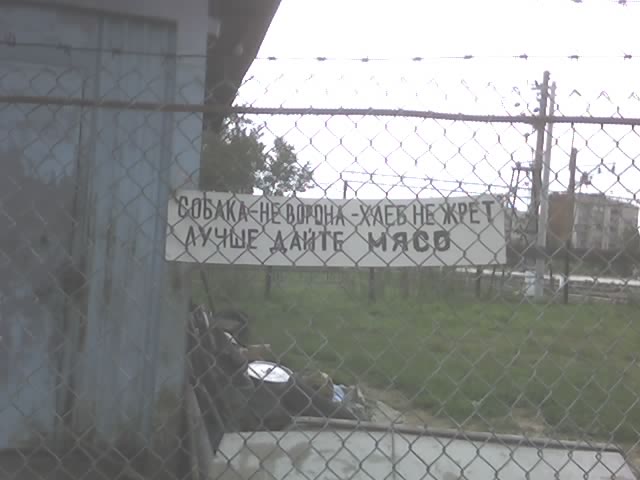 СОБАКА-НЕ ВОРОНА-ХЛЕБ НЕ ЖРЕТ
ЛУЧШЕ ДАЙТЕ МЯСО